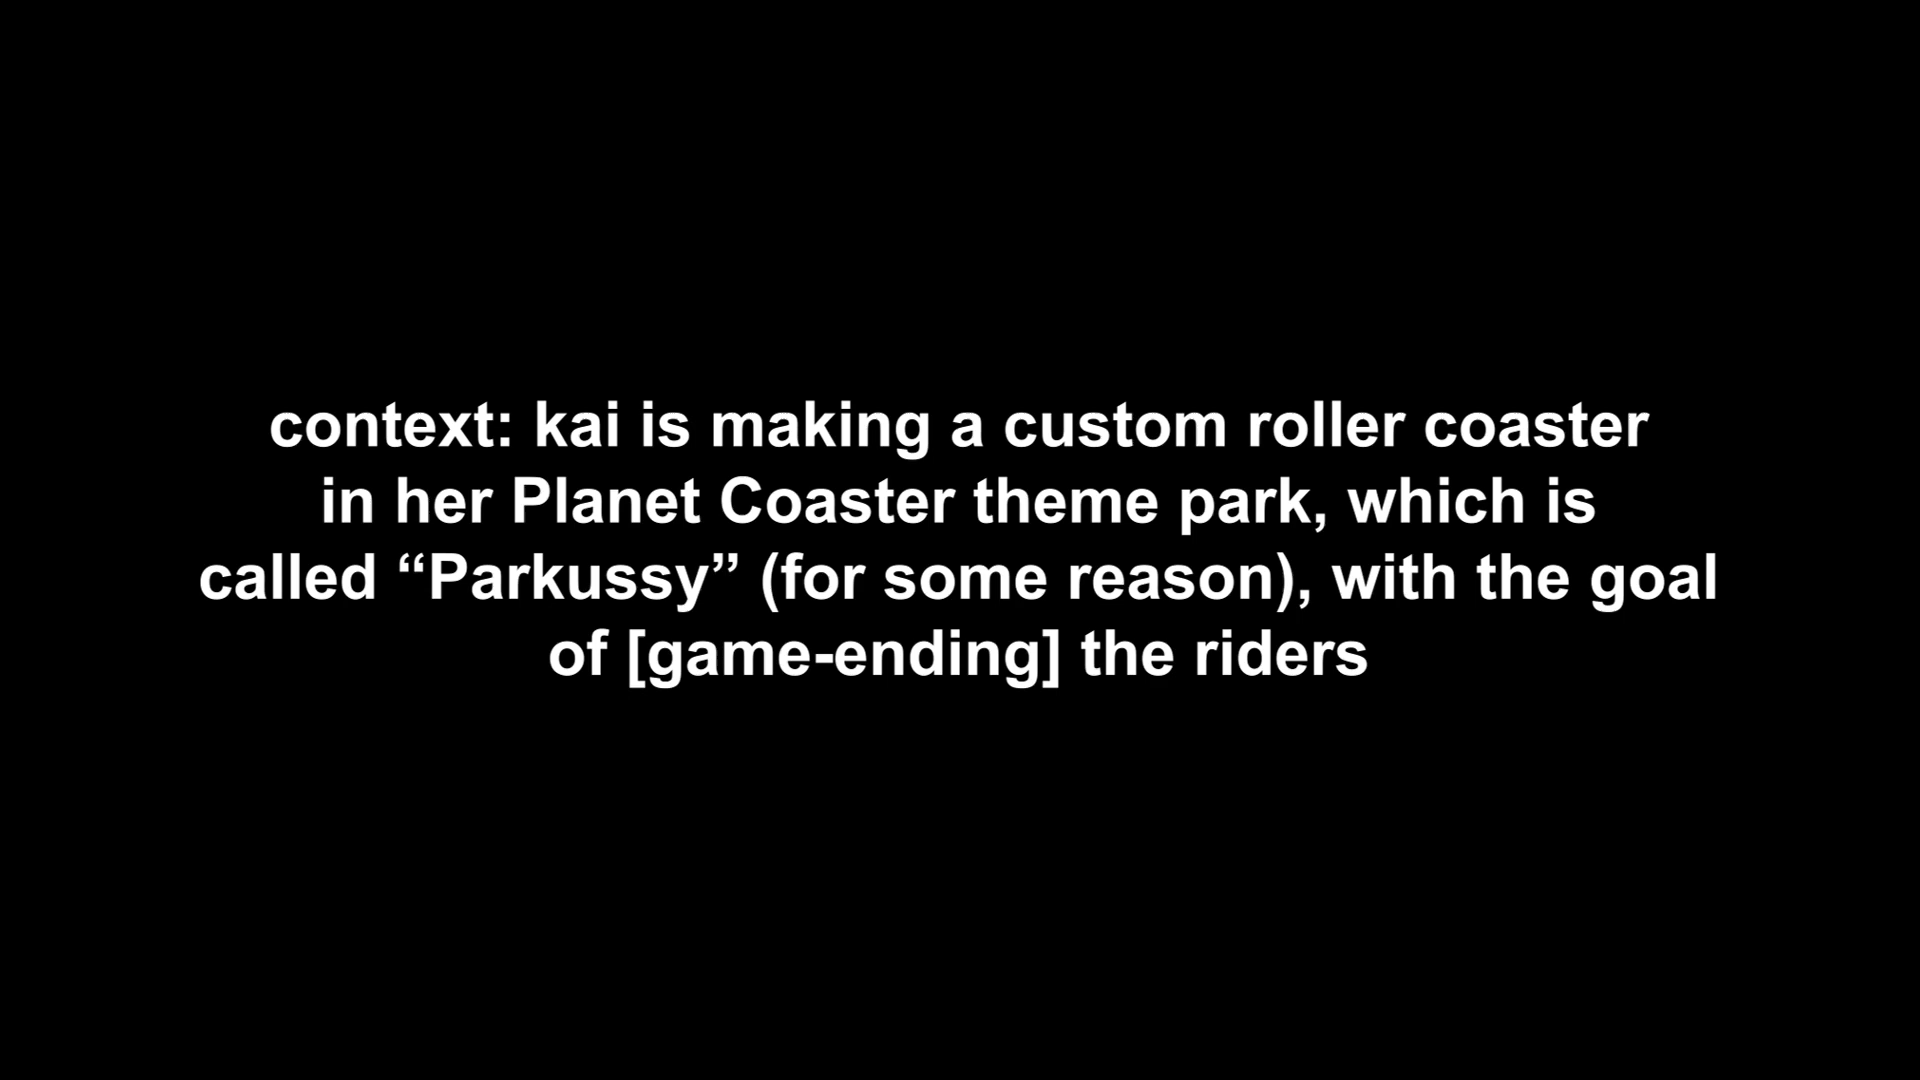 context: kai is making a custom roller coaster
in her Planet Coaster theme park, which is
called “Parkussy” (for some reason), with the goal
of [game-ending] the riders